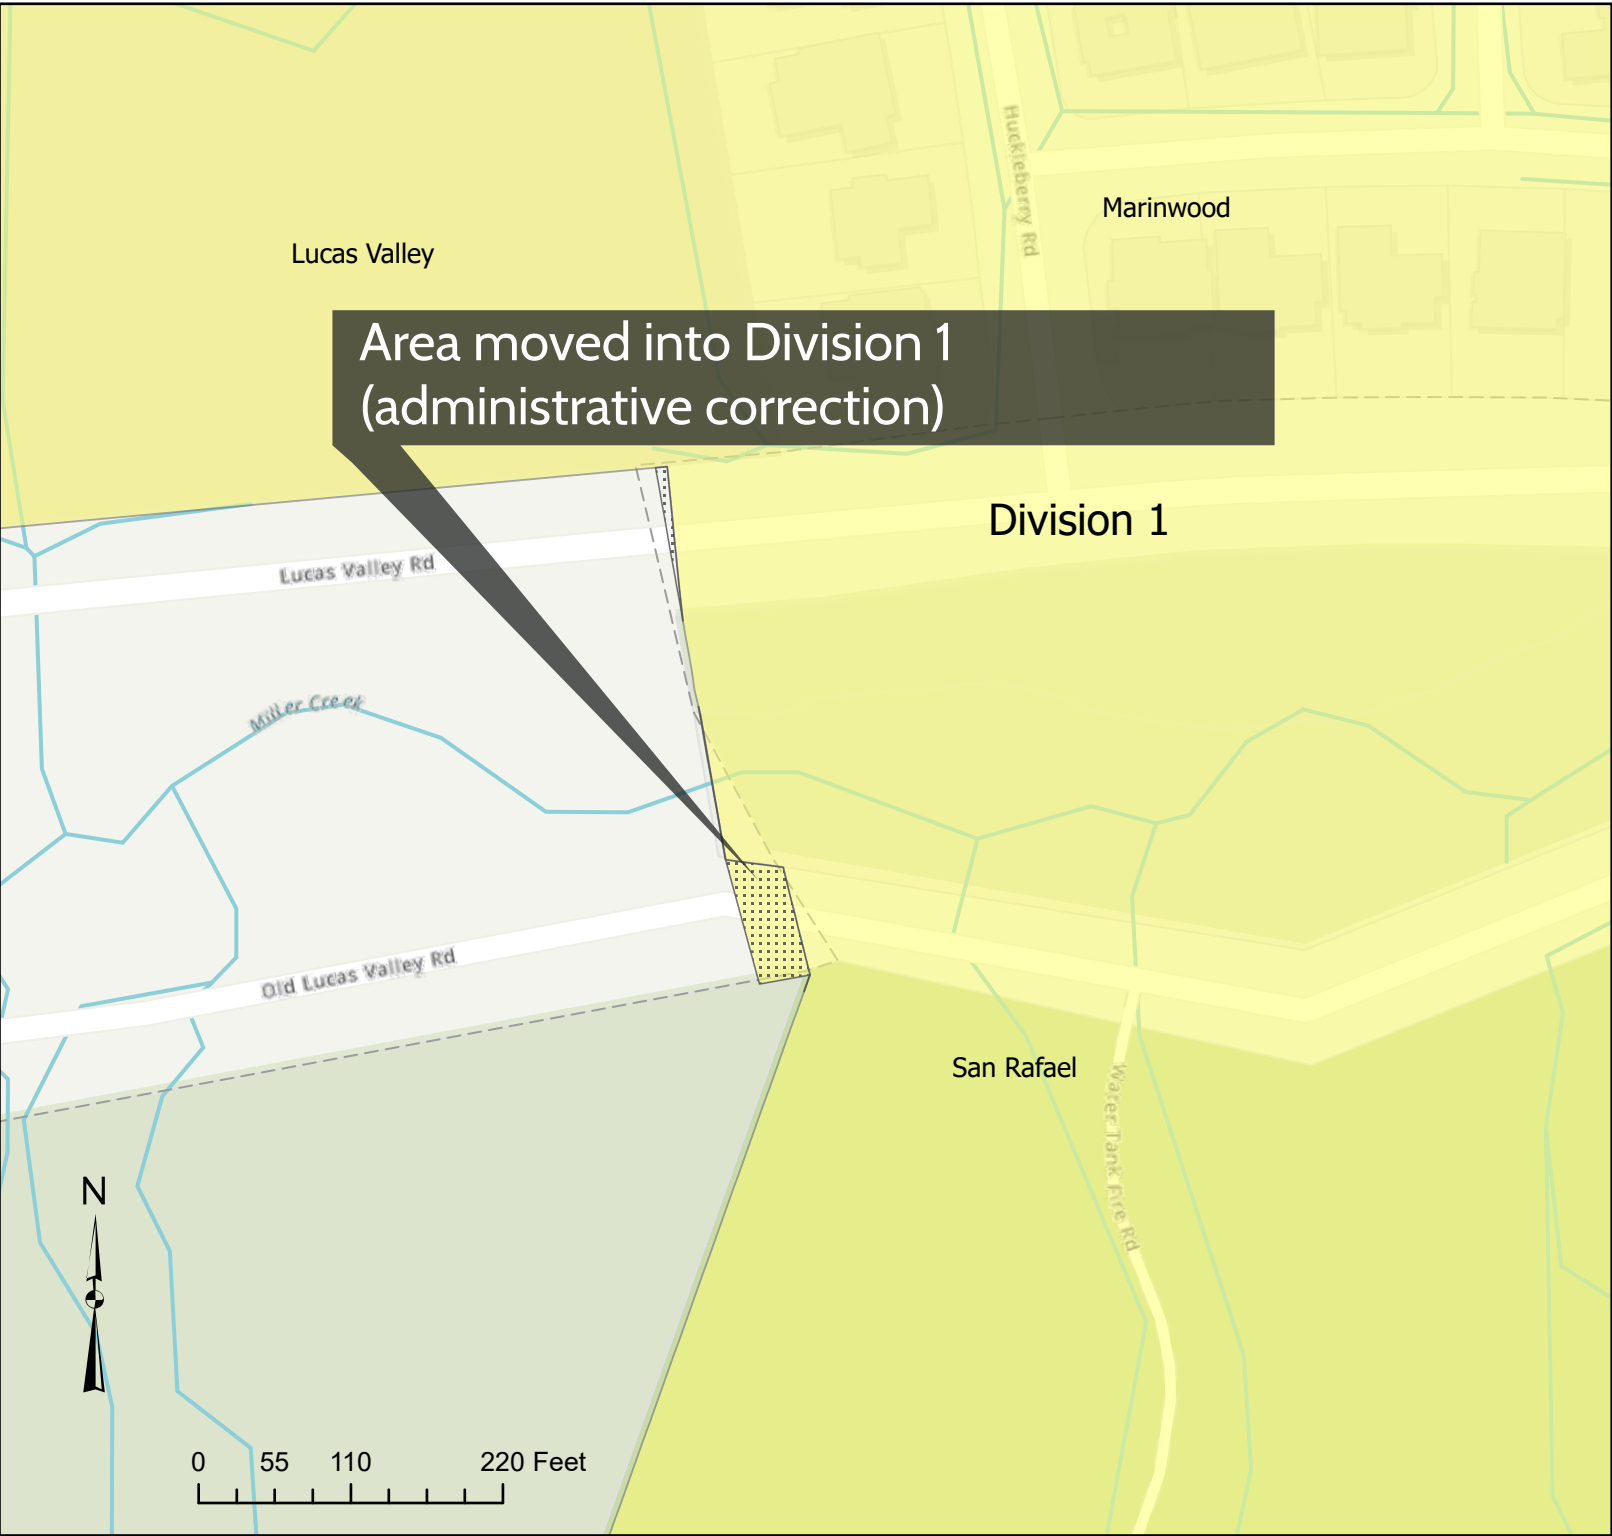 Huckleberry Rd
Marinwood
Lucas Valley
Area moved into Division 1
(administrative correction)
Division 1
Lucas Valley Rd
Miller Creek
Old Lucas Valley Rd
San Rafael
Water Tank Fire Rd
N
0 55 110 220 Feet